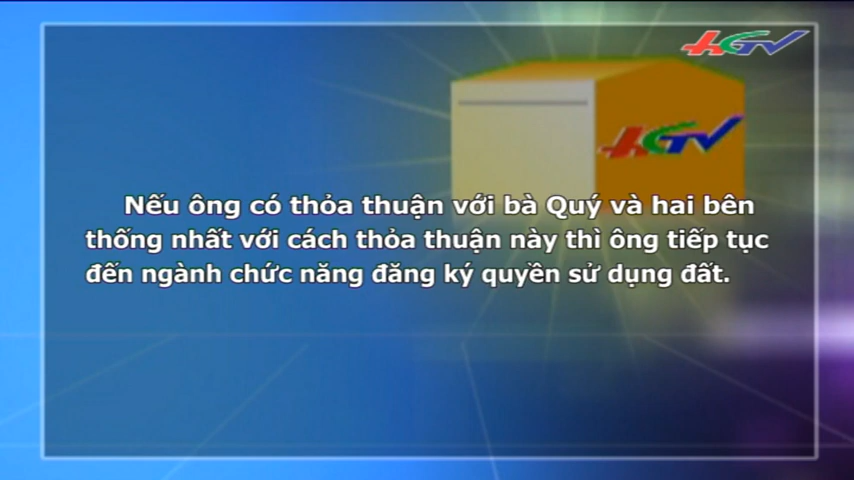 HGTV
HGTV
Nếu ông có thỏa thuận với bà Quý và hai bên
thống nhất với cách thỏa thuận này thì ông tiếp tục
đến ngành chức năng đăng ký quyền sử dụng đất.